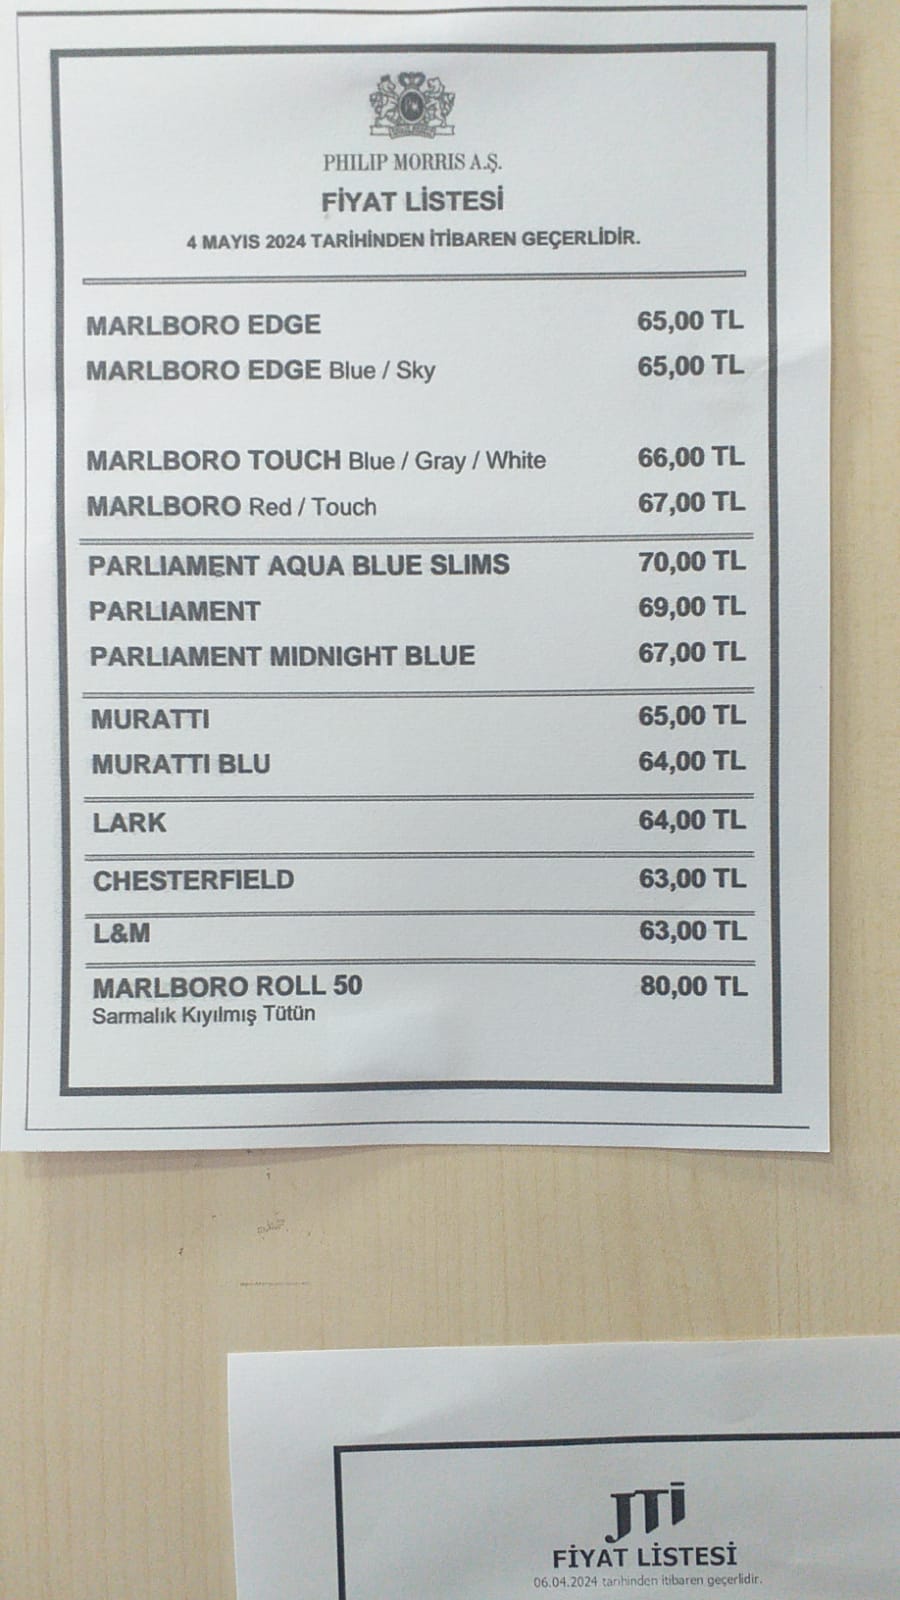 PHILIP MORRIS A.Ş.
FİYAT LİSTESİ
4 MAYIS 2024 TARİHİNDEN İTİBAREN GEÇERLİDİR.
MARLBORO EDGE 65,00 TL
MARLBORO EDGE Blue / Sky 65,00 TL
MARLBORO TOUCH Blue / Gray / White 66,00 TL
MARLBORO Red / Touch 67,00 TL
PARLIAMENT AQUA BLUE SLIMS 70,00 TL
PARLIAMENT 69,00 TL
PARLIAMENT MIDNIGHT BLUE 67,00 TL
MURATTI 65,00 TL
MURATTI BLU 64,00 TL
LARK 64,00 TL
CHESTERFIELD 63,00 TL
L&M 63,00 TL
MARLBORO ROLL 50 80,00 TL
Sarmalık Kıyılmış Tütün
JTİ
FİYAT LİSTESİ
06.04.2024 tarihinden itibaren geçerlidir.